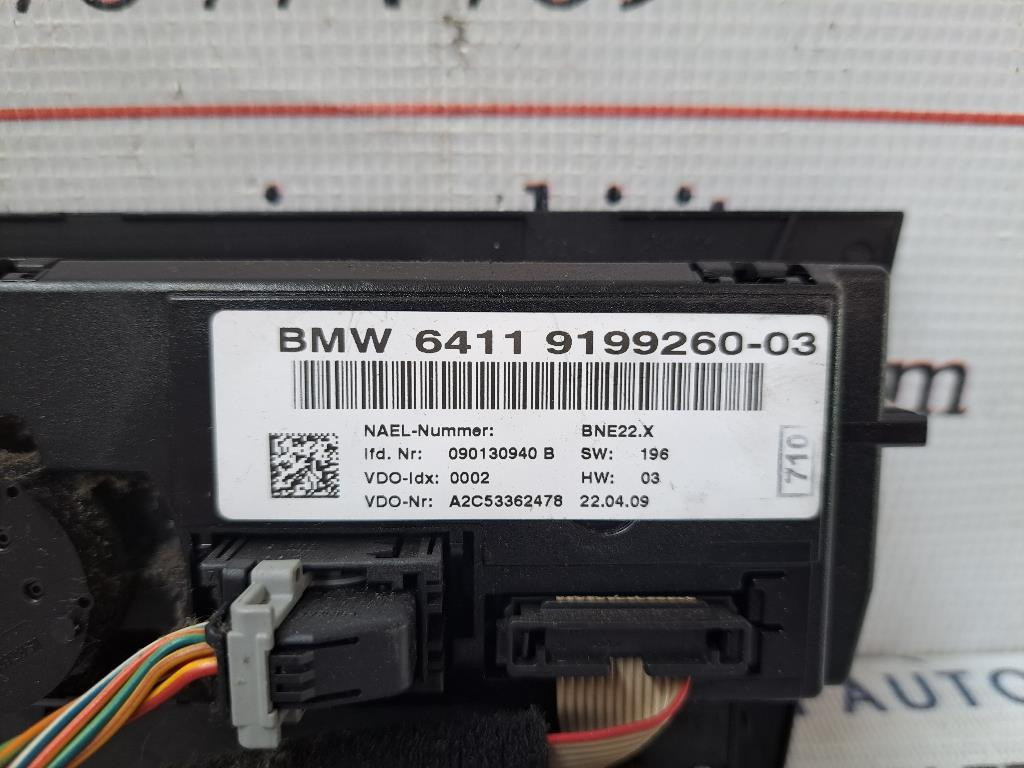 BMW 6411 9199260-03
NAEL-Nummer: BNE22.X
lfd. Nr: 090130940 B SW: 196
VDO-Idx: 0002 HW: 03
VDO-Nr: A2C53362478 22.04.09
710
m
AUTO